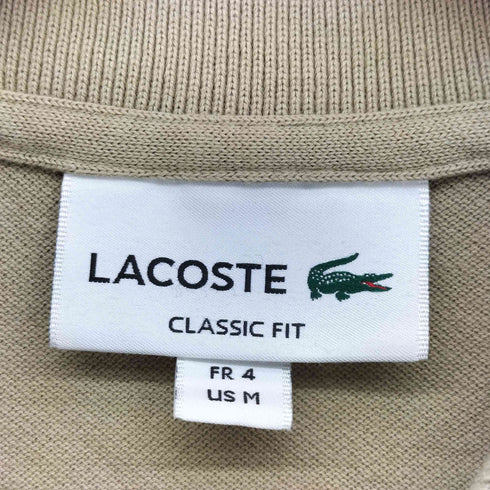 LACOSTE
CLASSIC FIT
FR 4
US M